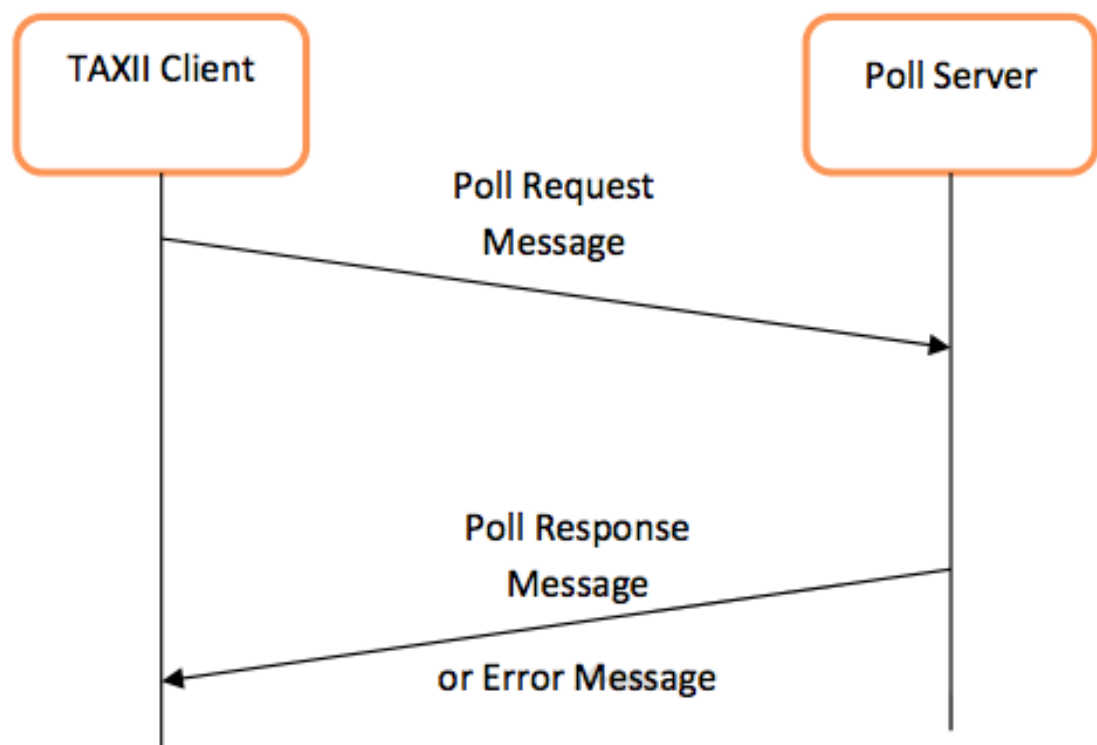 TAXII Client
Poll Server
Poll Request
Message
Poll Response
Message
or Error Message